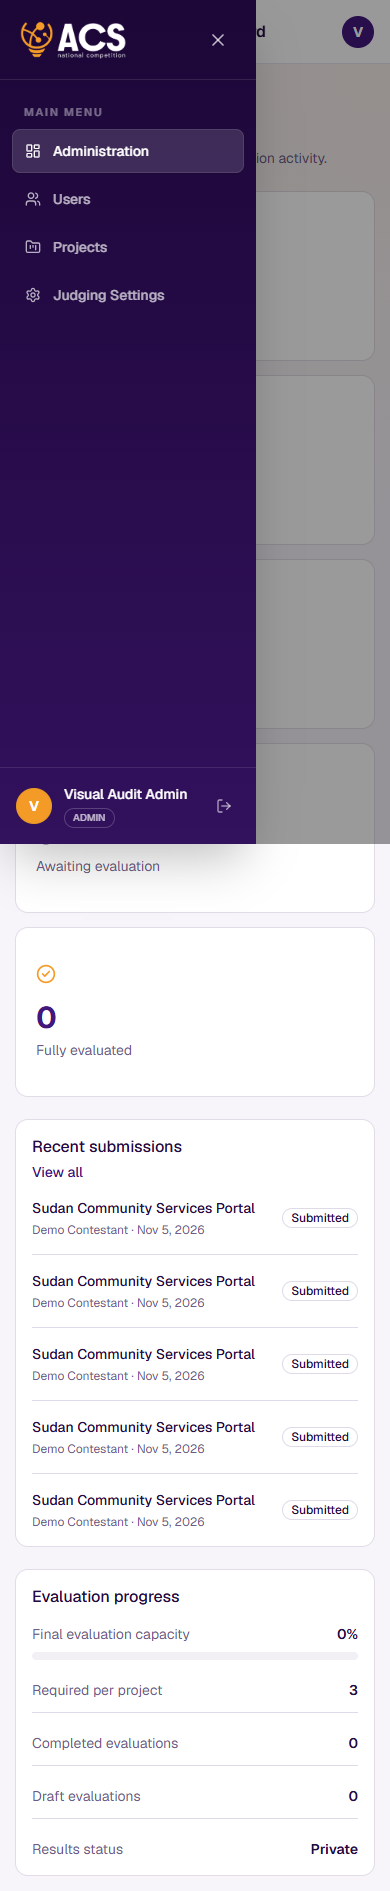 ACS
national competition
d
V
MAIN MENU
Administration
ion activity.
Users
Projects
Judging Settings
V
Visual Audit Admin
ADMIN
Awaiting evaluation
0
Fully evaluated
Recent submissions
View all
Sudan Community Services Portal
Submitted
Demo Contestant · Nov 5, 2026
Sudan Community Services Portal
Submitted
Demo Contestant · Nov 5, 2026
Sudan Community Services Portal
Submitted
Demo Contestant · Nov 5, 2026
Sudan Community Services Portal
Submitted
Demo Contestant · Nov 5, 2026
Sudan Community Services Portal
Submitted
Demo Contestant · Nov 5, 2026
Evaluation progress
Final evaluation capacity 0%
Required per project 3
Completed evaluations 0
Draft evaluations 0
Results status Private